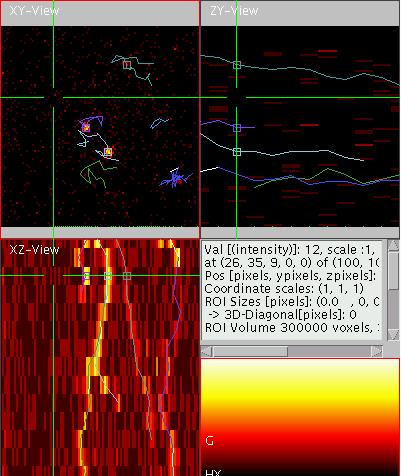 XY-View
ZY-View
XZ-View
Val [(intensity)]: 12, scale :1,
at (26, 35, 9, 0, 0) of (100, 10
Pos [pixels, ypixels, zpixels]:
Coordinate scales: (1, 1, 1)
ROI Sizes [pixels]: (0.0 , 0, 0
-> 3D-Diagonal[pixels]: 0
ROI Volume 300000 voxels,
G
HX